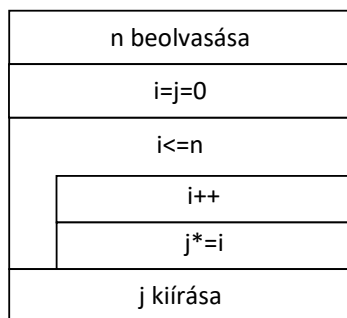 n beolvasása
i=j=0
i<=n
i++
j*=i
j kiírása